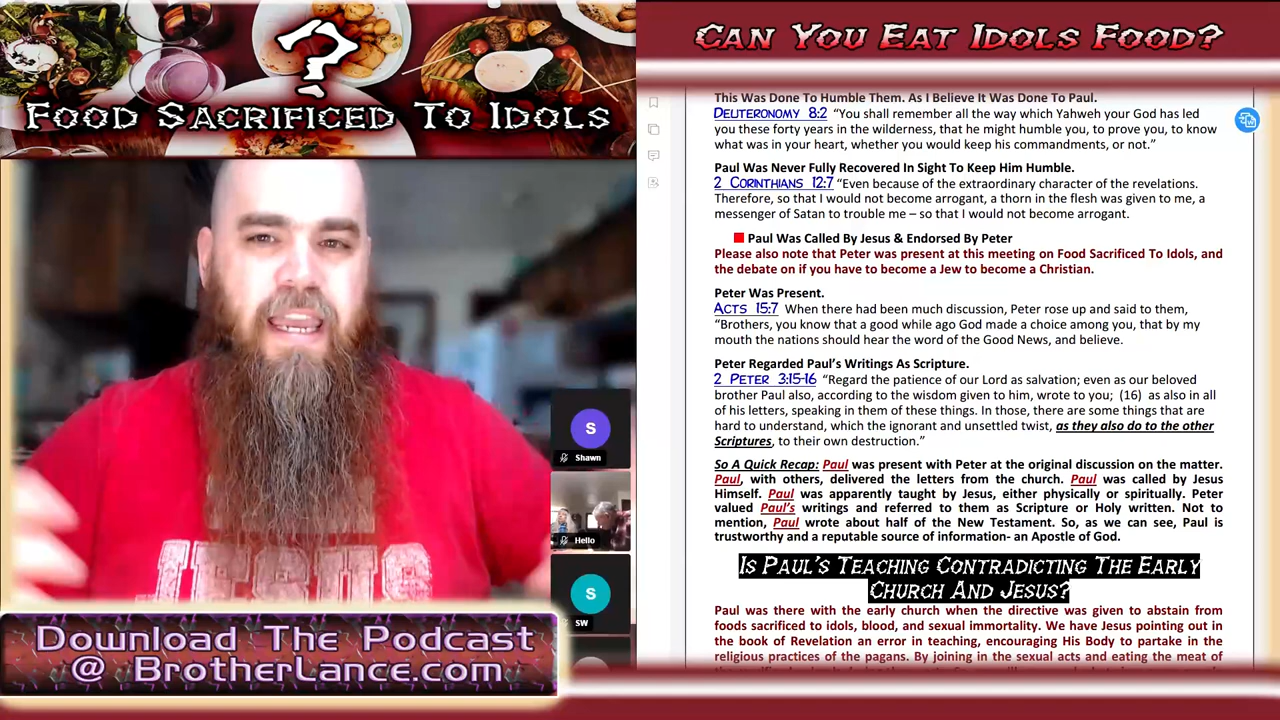 ?
Food Sacrificed To Idols
S
Shawn
Hello
S
SW
Download The Podcast
@ BrotherLance.com
Can You Eat Idols Food?
This Was Done To Humble Them. As I Believe It Was Done To Paul.
Deuteronomy 8:2 “You shall remember all the way which Yahweh your God has led
you these forty years in the wilderness, that he might humble you, to prove you, to know
what was in your heart, whether you would keep his commandments, or not.”
Paul Was Never Fully Recovered In Sight To Keep Him Humble.
2 Corinthians 12:7 “Even because of the extraordinary character of the revelations.
Therefore, so that I would not become arrogant, a thorn in the flesh was given to me, a
messenger of Satan to trouble me – so that I would not become arrogant.
Paul Was Called By Jesus & Endorsed By Peter
Please also note that Peter was present at this meeting on Food Sacrificed To Idols, and
the debate on if you have to become a Jew to become a Christian.
Peter Was Present.
Acts 15:7 When there had been much discussion, Peter rose up and said to them,
“Brothers, you know that a good while ago God made a choice among you, that by my
mouth the nations should hear the word of the Good News, and believe.
Peter Regarded Paul’s Writings As Scripture.
2 Peter 3:15-16 “Regard the patience of our Lord as salvation; even as our beloved
brother Paul also, according to the wisdom given to him, wrote to you; (16) as also in all
of his letters, speaking in them of these things. In those, there are some things that are
hard to understand, which the ignorant and unsettled twist, as they also do to the other
Scriptures, to their own destruction.”
So A Quick Recap: Paul was present with Peter at the original discussion on the matter.
Paul, with others, delivered the letters from the church. Paul was called by Jesus
Himself. Paul was apparently taught by Jesus, either physically or spiritually. Peter
valued Paul’s writings and referred to them as Scripture or Holy written. Not to
mention, Paul wrote about half of the New Testament. So, as we can see, Paul is
trustworthy and a reputable source of information- an Apostle of God.
Is Paul’s Teaching Contradicting The Early
Church And Jesus?
Paul was there with the early church when the directive was given to abstain from
foods sacrificed to idols, blood, and sexual immortality. We have Jesus pointing out in
the book of Revelation an error in teaching, encouraging His Body to partake in the
religious practices of the pagans. By joining in the sexual acts and eating the meat of